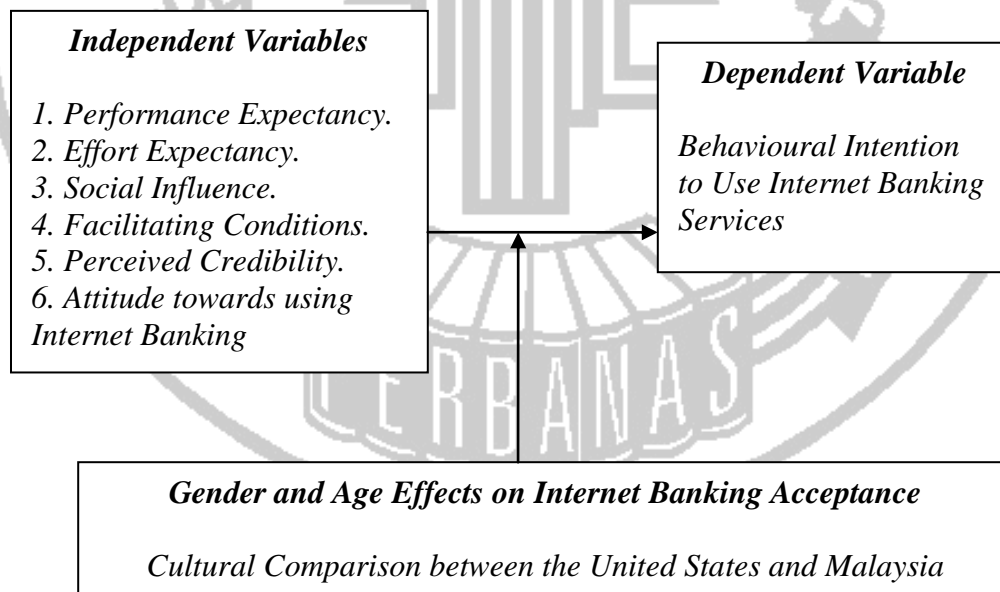 Independent Variables
1. Performance Expectancy.
2. Effort Expectancy.
3. Social Influence.
4. Facilitating Conditions.
5. Perceived Credibility.
6. Attitude towards using
Internet Banking
Dependent Variable
Behavioural Intention
to Use Internet Banking
Services
PERBANAS
Gender and Age Effects on Internet Banking Acceptance
Cultural Comparison between the United States and Malaysia